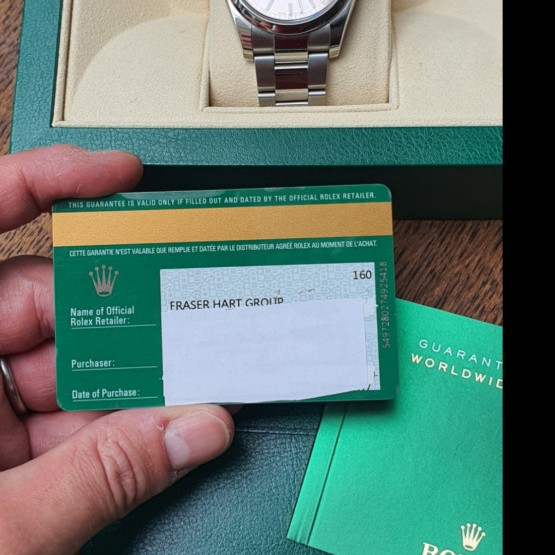 THIS GUARANTEE IS VALID ONLY IF FILLED OUT AND DATED BY THE OFFICIAL ROLEX RETAILER.
CETTE GARANTIE N'EST VALABLE QUE REMPLIE ET DATÉE PAR LE DISTRIBUTEUR AGRÉÉ ROLEX AU MOMENT DE L'ACHAT.
160
Name of Official
Rolex Retailer:
FRASER HART GROUP
Purchaser:
Date of Purchase:
5497280274925418
GUARANT
WORLDWID